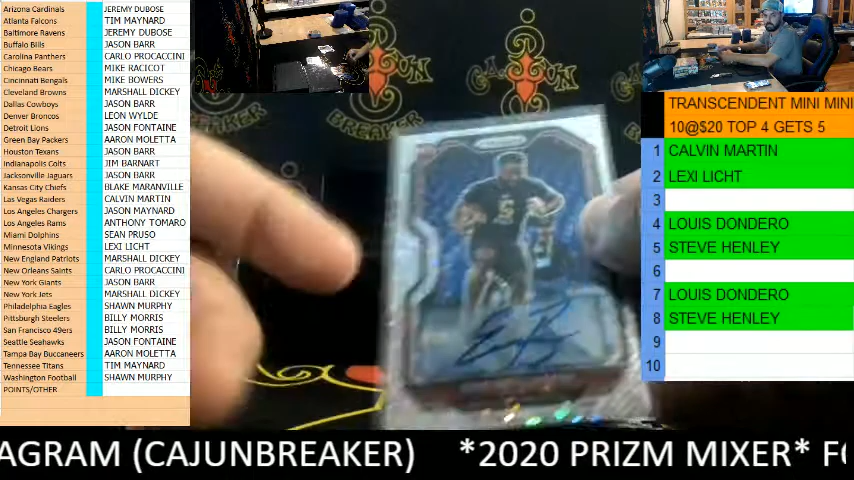 Arizona Cardinals JEREMY DUBOSE
Atlanta Falcons TIM MAYNARD
Baltimore Ravens JEREMY DUBOSE
Buffalo Bills JASON BARR
Carolina Panthers CARLO PROCACCINI
Chicago Bears MIKE RACICOT
Cincinnati Bengals MIKE BOWERS
Cleveland Browns MARSHALL DICKEY
Dallas Cowboys JASON BARR
Denver Broncos LEON WYLDE
Detroit Lions JASON FONTAINE
Green Bay Packers AARON MOLETTA
Houston Texans JASON BARR
Indianapolis Colts JIM BARNART
Jacksonville Jaguars JASON BARR
Kansas City Chiefs BLAKE MARANVILLE
Las Vegas Raiders CALVIN MARTIN
Los Angeles Chargers JASON MAYNARD
Los Angeles Rams ANTHONY TOMARO
Miami Dolphins SEAN PRUSO
Minnesota Vikings LEXI LICHT
New England Patriots MARSHALL DICKEY
New Orleans Saints CARLO PROCACCINI
New York Giants JASON BARR
New York Jets MARSHALL DICKEY
Philadelphia Eagles SHAWN MURPHY
Pittsburgh Steelers BILLY MORRIS
San Francisco 49ers BILLY MORRIS
Seattle Seahawks JASON FONTAINE
Tampa Bay Buccaneers AARON MOLETTA
Tennessee Titans TIM MAYNARD
Washington Football SHAWN MURPHY
POINTS/OTHER
CAJUN
BREAKER
BREAKER
TRANSCENDENT MINI MINI
10@$20 TOP 4 GETS 5
1 CALVIN MARTIN
2 LEXI LICHT
3
4 LOUIS DONDERO
5 STEVE HENLEY
6
7 LOUIS DONDERO
8 STEVE HENLEY
9
10
AGRAM (CAJUNBREAKER) *2020 PRIZM MIXER* F